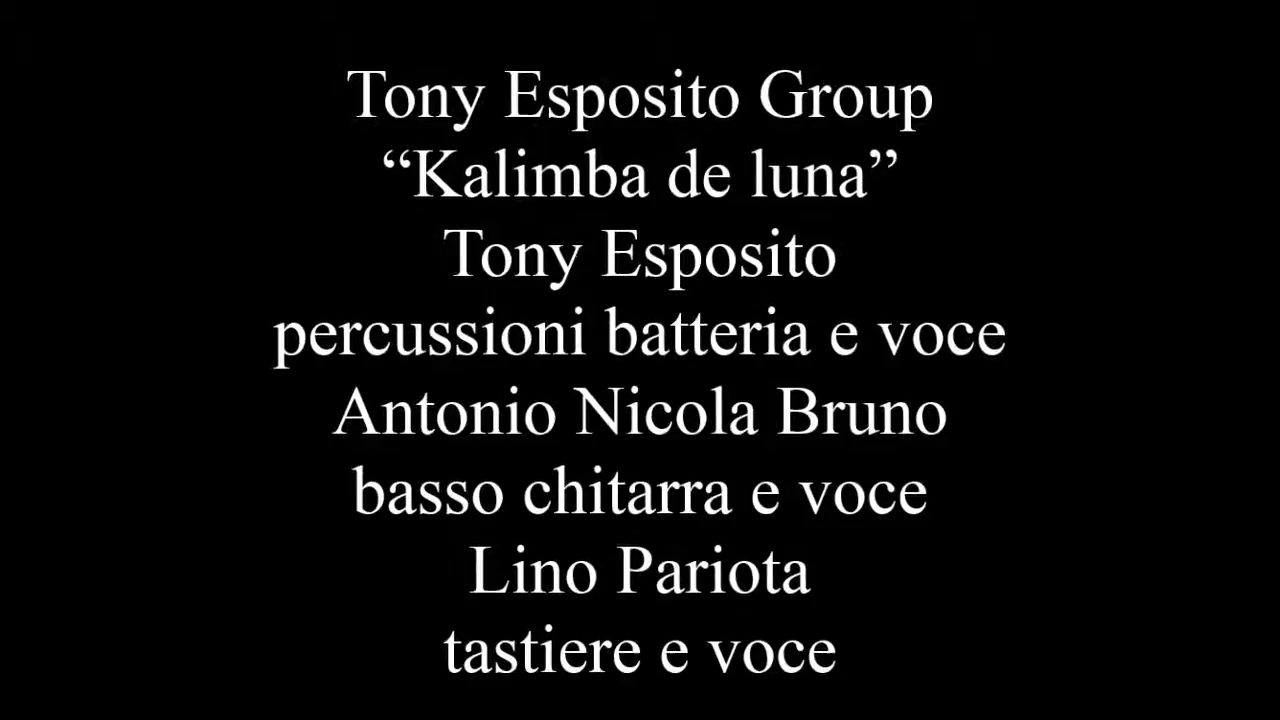 Tony Esposito Group
“Kalimba de luna”
Tony Esposito
percussioni batteria e voce
Antonio Nicola Bruno
basso chitarra e voce
Lino Pariota
tastiere e voce